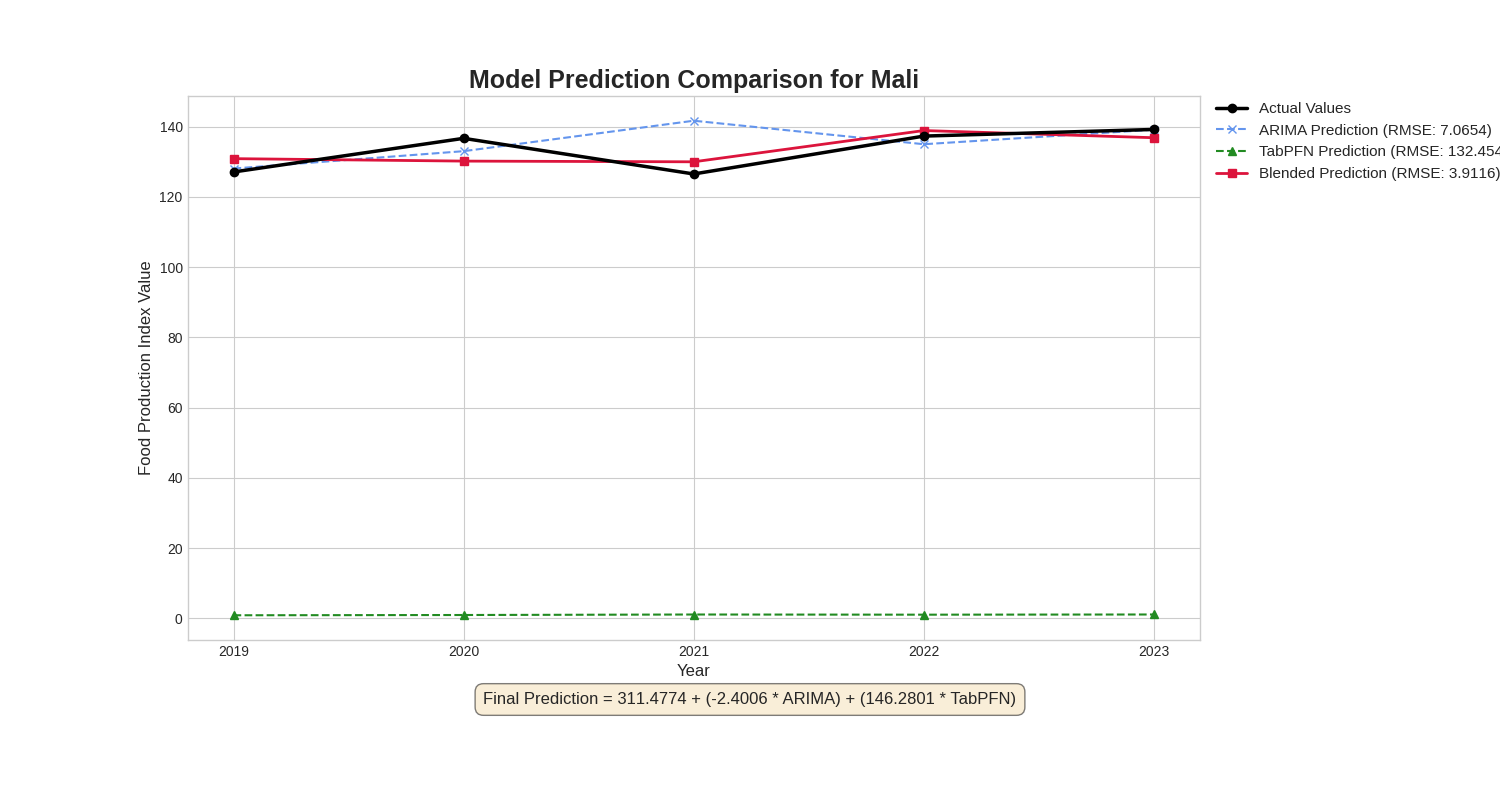 Model Prediction Comparison for Mali
Actual Values
ARIMA Prediction (RMSE: 7.0654)
TabPFN Prediction (RMSE: 132.454
Blended Prediction (RMSE: 3.9116)
Food Production Index Value
140
120
100
80
60
40
20
0
2019
2020
2021
2022
2023
Year
Final Prediction = 311.4774 + (-2.4006 * ARIMA) + (146.2801 * TabPFN)